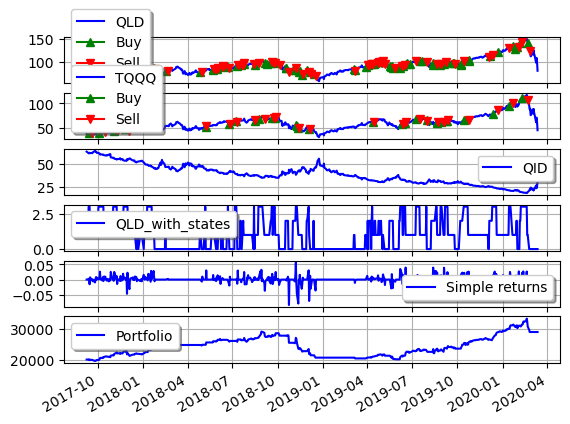 QLD
Buy
Sell
150
100
TQQQ
Buy
Sell
100
50
QID
50
25
QLD_with_states
2.5
0.0
Simple returns
0.05
0.00
−0.05
Portfolio
30000
20000
2017-10
2018-01
2018-04
2018-07
2018-10
2019-01
2019-04
2019-07
2019-10
2020-01
2020-04